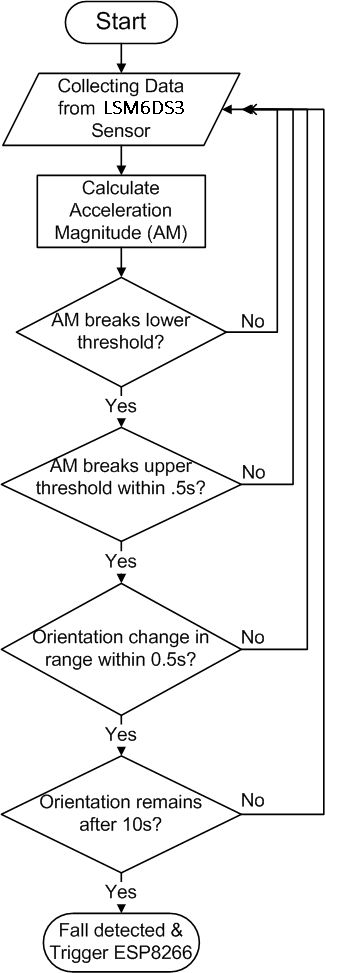 Start
Collecting Data
from LSM6DS3
Sensor
Calculate
Acceleration
Magnitude (AM)
AM breaks lower
threshold?
No
Yes
AM breaks upper
threshold within .5s?
No
Yes
Orientation change in
range within 0.5s?
No
Yes
Orientation remains
after 10s?
No
Yes
Fall detected &
Trigger ESP8266